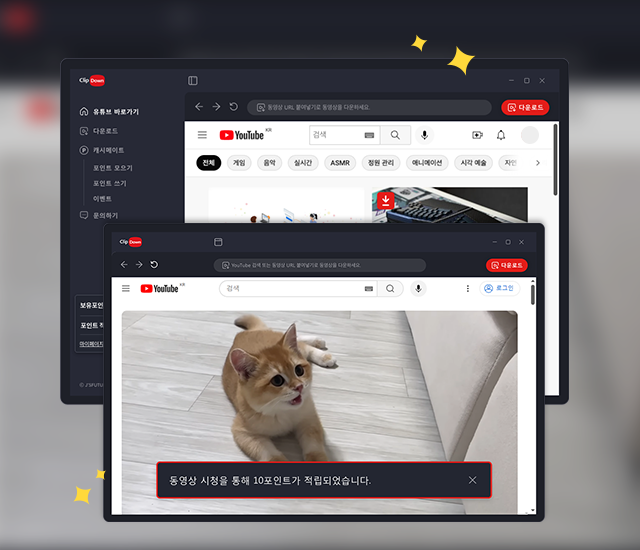 Clip Down
유튜브 바로가기
다운로드
캐시페이트
포인트 모으기
포인트 쓰기
이벤트
문의하기
동영상 URL 붙여넣기로 동영상을 다운하세요.
다운로드
YouTube KR
검색
전체
게임
음악
실시간
ASMR
정원 관리
애니메이션
시각 예술
보유포인
포인트 적
마이페이지
Clip Down
YouTube 검색 또는 동영상 URL 붙여넣기로 동영상을 다운하세요.
다운로드
YouTube KR
검색
로그인
동영상 시청을 통해 10포인트가 적립되었습니다.